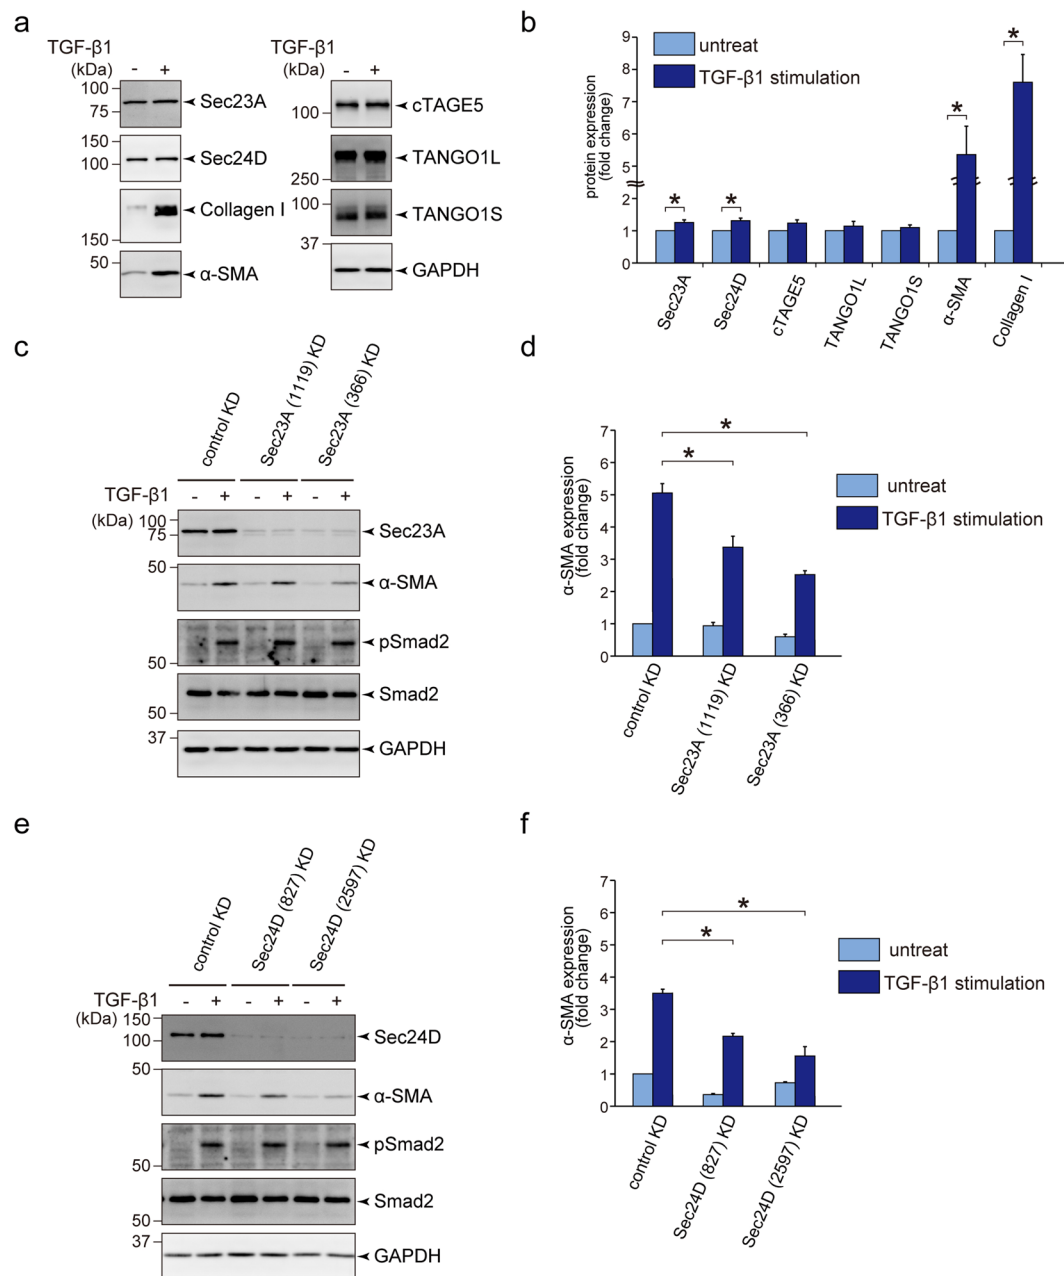 a
TGF-β1
(kDa) - +
100
75
Sec23A
150
100
Sec24D
Collagen I
150
50
α-SMA
TGF-β1
(kDa) - +
100
cTAGE5
TANGO1L
250
100
TANGO1S
37
GAPDH
b
untreat
TGF-β1 stimulation
protein expression
(fold change)
9
8
7
6
5
2
1
0
* * * *
Sec23A
Sec24D
cTAGE5
TANGO1L
TANGO1S
α-SMA
Collagen I
c
control KD
Sec23A (1119) KD
Sec23A (366) KD
TGF-β1 - + - + - +
(kDa)
100
75
Sec23A
50
α-SMA
pSmad2
50
Smad2
50
37
GAPDH
d
α-SMA expression
(fold change)
7
6
5
4
3
2
1
0
*
*
untreat
TGF-β1 stimulation
control KD
Sec23A (1119) KD
Sec23A (366) KD
e
control KD
Sec24D (827) KD
Sec24D (2597) KD
TGF-β1 - + - + - +
(kDa)
150
100
Sec24D
50
α-SMA
pSmad2
50
Smad2
50
37
GAPDH
f
α-SMA expression
(fold change)
7
6
5
4
3
2
1
0
*
*
untreat
TGF-β1 stimulation
control KD
Sec24D (827) KD
Sec24D (2597) KD